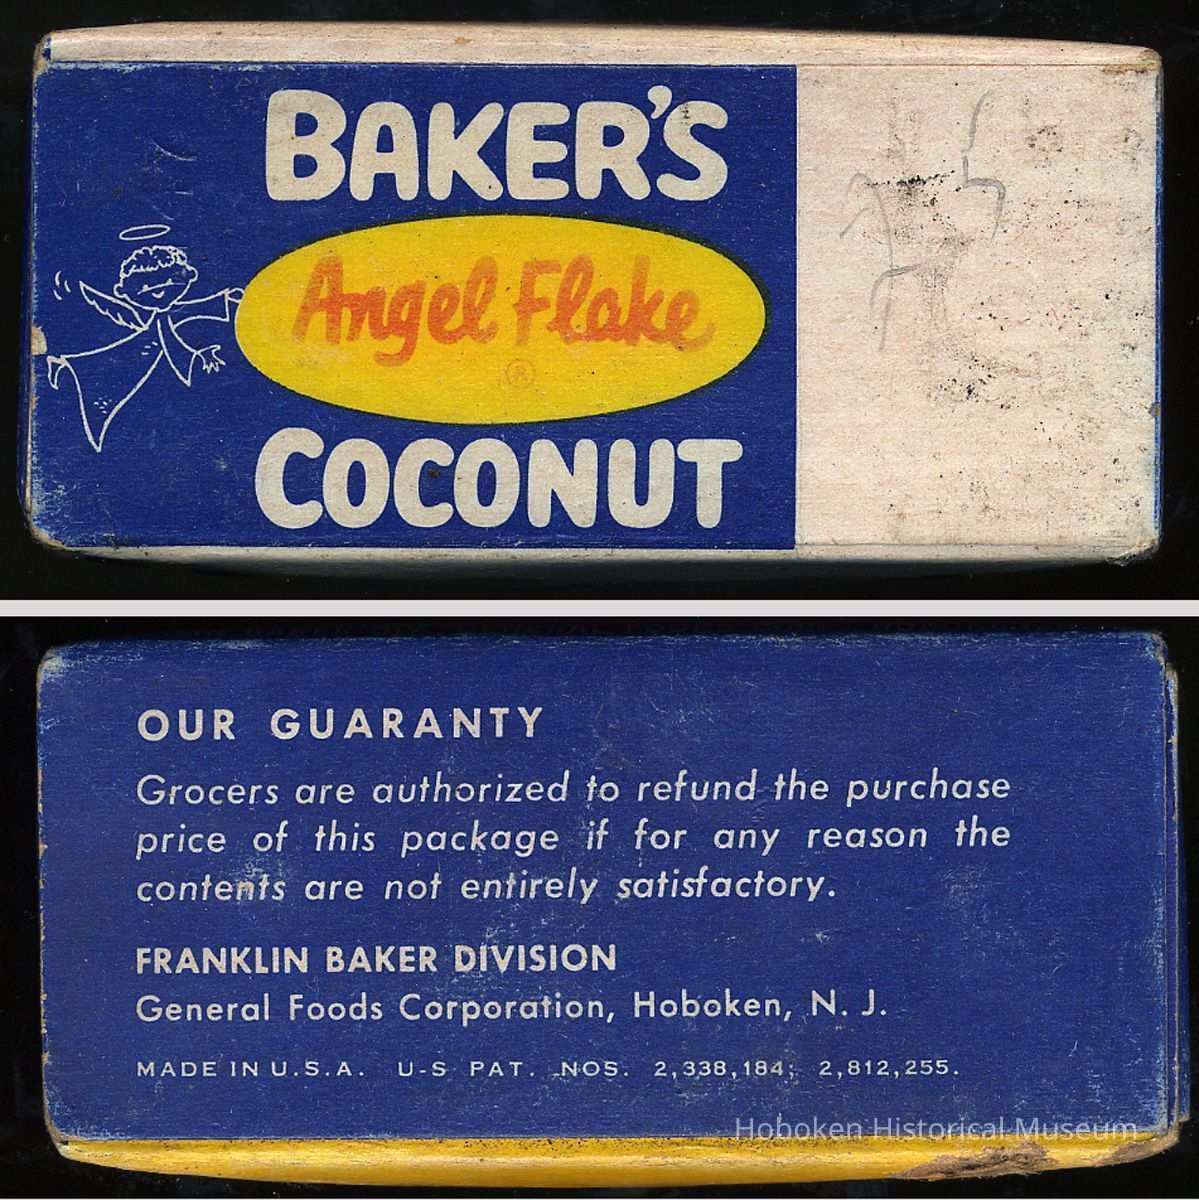 BAKER'S
Angel Flake
®
COCONUT
OUR GUARANTY
Grocers are authorized to refund the purchase
price of this package if for any reason the
contents are not entirely satisfactory.
FRANKLIN BAKER DIVISION
General Foods Corporation, Hoboken, N. J.
MADE IN U.S.A. U-S PAT. NOS. 2,338,184; 2,812,255.
Hoboken Historical Museum